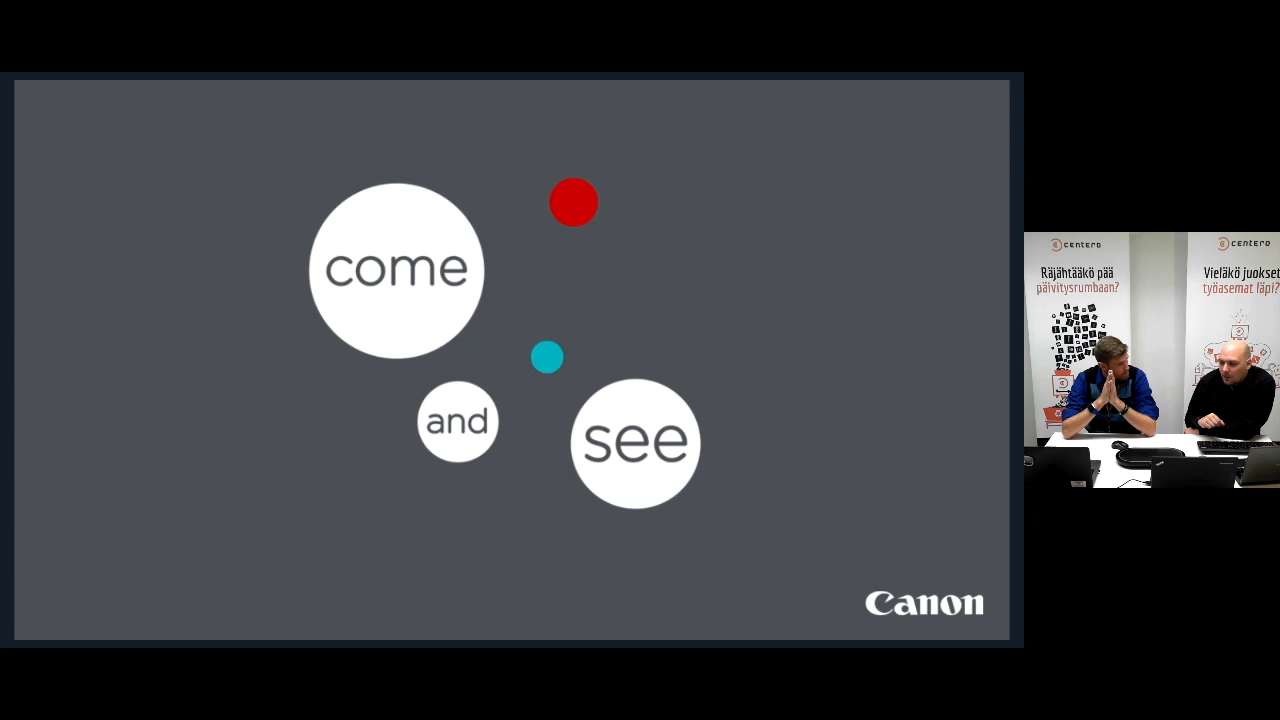 come
and
see
Canon
CENTERO
Räjähtääkö pää
päivitysrumbaan?
CENTERO
Vieläkö juokset
työasemat läpi?